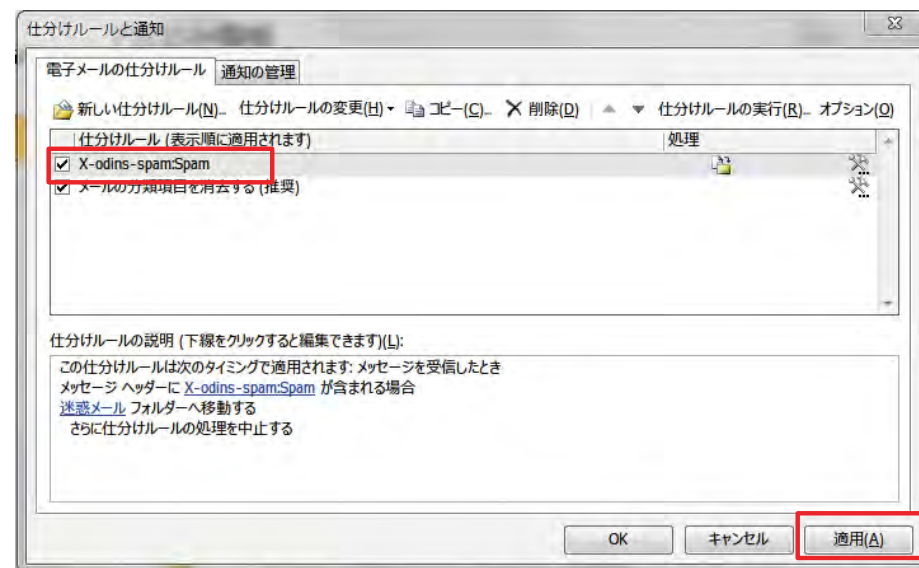 仕分けルールと通知
電子メールの仕分けルール 通知の管理
新しい仕分けルール(N)... 仕分けルールの変更(H) コピー(C)... 削除(D) 仕分けルールの実行(R)... オプション(O)
仕分けルール (表示順に適用されます) 処理
X-odins-spam:Spam
メールの分類項目を消去する (推奨)
仕分けルールの説明 (下線をクリックすると編集できます)(L):
この仕分けルールは次のタイミングで適用されます: メッセージを受信したとき
メッセージ ヘッダーに X-odins-spam:Spam が含まれる場合
迷惑メール フォルダーへ移動する
さらに仕分けルールの処理を中止する
OK キャンセル 適用(A)